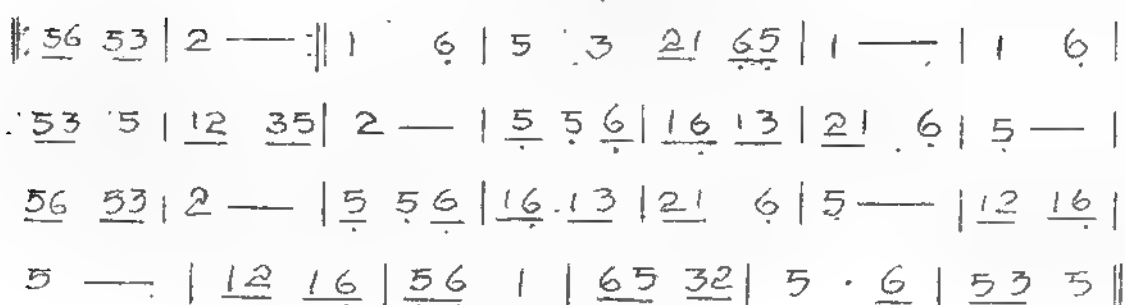 ‖: 56 53 | 2 — :‖ 1 6̣ | 5 3 21 6̣5̣ | 1 — | 1 6̣ |
53 5 | 12 35 | 2 — | 5̣ 5̣ 6̣ | 16̣ 13 | 21 6̣ | 5̣ — |
56 53 | 2 — | 5̣ 5̣ 6̣ | 16̣ 13 | 21 6̣ | 5̣ — | 12 16̣ |
5 — | 12 16 | 56 1 | 65 32 | 5 · 6 | 53 5 ‖